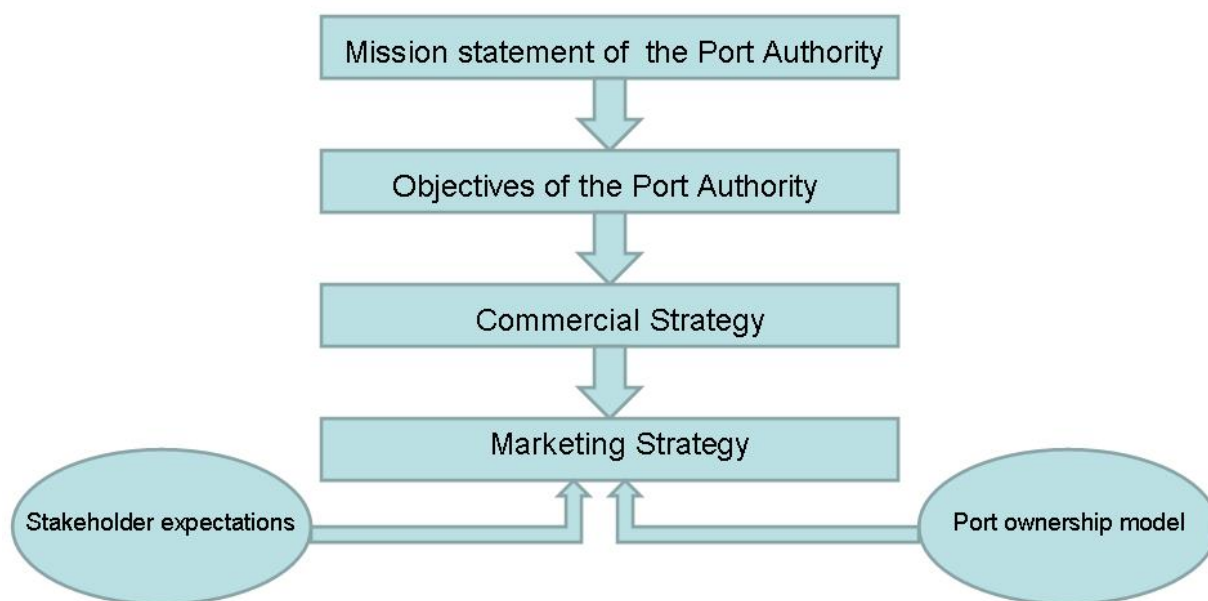 Mission statement of  the Port Authority
Objectives of the Port Authority
Commercial Strategy
Marketing Strategy
Stakeholder expectations
Port ownership model